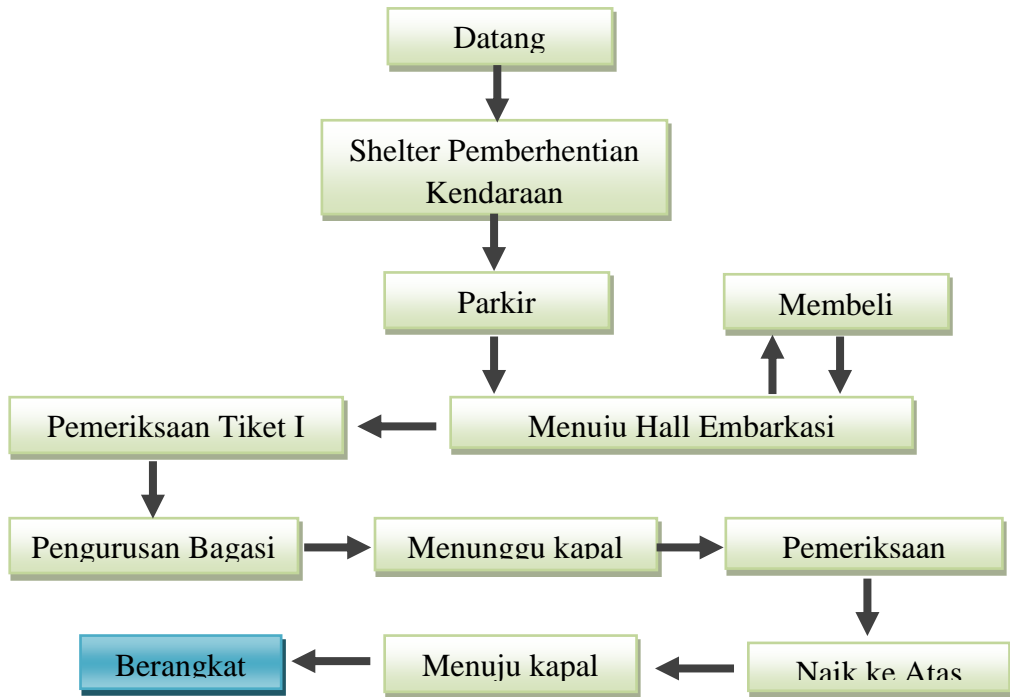 Datang
Shelter Pemberhentian
Kendaraan
Parkir
Membeli
Menuju Hall Embarkasi
Pemeriksaan Tiket I
Pengurusan Bagasi
Menunggu kapal
Pemeriksaan
Naik ke Atas
Menuju kapal
Berangkat